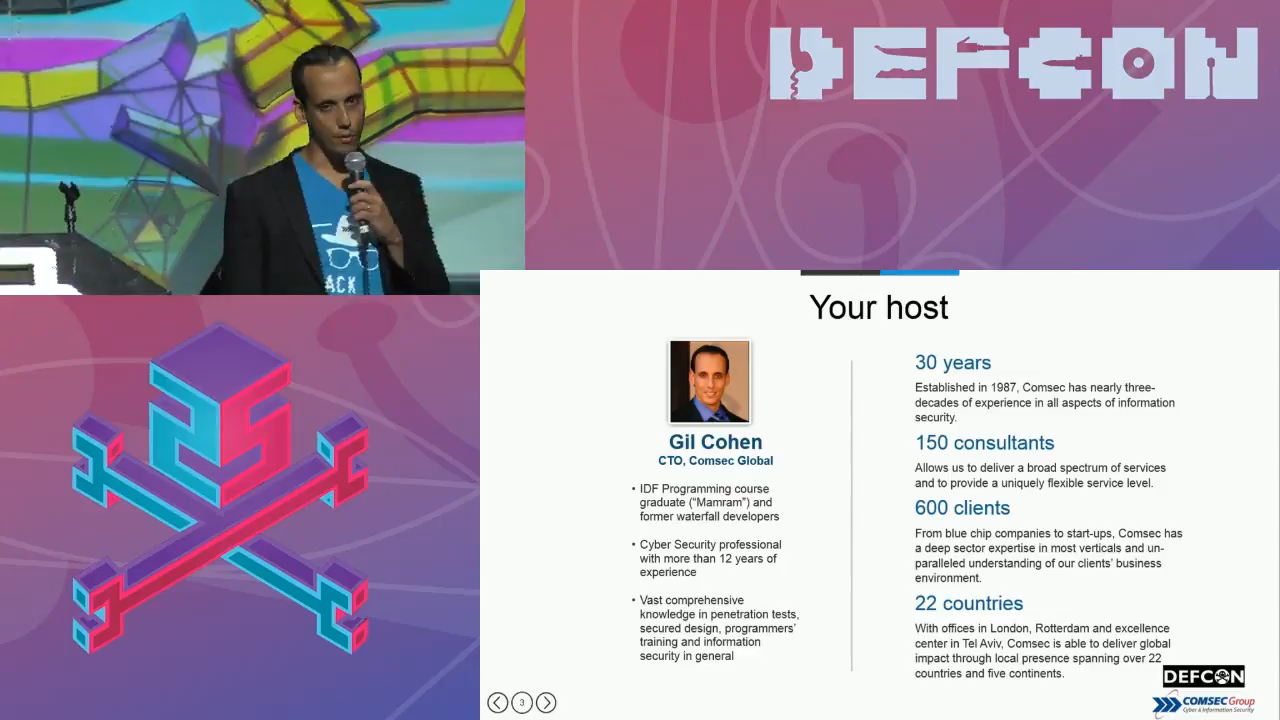 DEFCON
ACK
Your host
Gil Cohen
CTO, Comsec Global
• IDF Programming course
graduate (“Mamram”) and
former waterfall developers
• Cyber Security professional
with more than 12 years of
experience
• Vast comprehensive
knowledge in penetration tests,
secured design, programmers’
training and information
security in general
30 years
Established in 1987, Comsec has nearly three-
decades of experience in all aspects of information
security.
150 consultants
Allows us to deliver a broad spectrum of services
and to provide a uniquely flexible service level.
600 clients
From blue chip companies to start-ups, Comsec has
a deep sector expertise in most verticals and un-
paralleled understanding of our clients’ business
environment.
22 countries
With offices in London, Rotterdam and excellence
center in Tel Aviv, Comsec is able to deliver global
impact through local presence spanning over 22
countries and five continents.
DEFCON
COMSEC Group
Cyber & Information Security
3